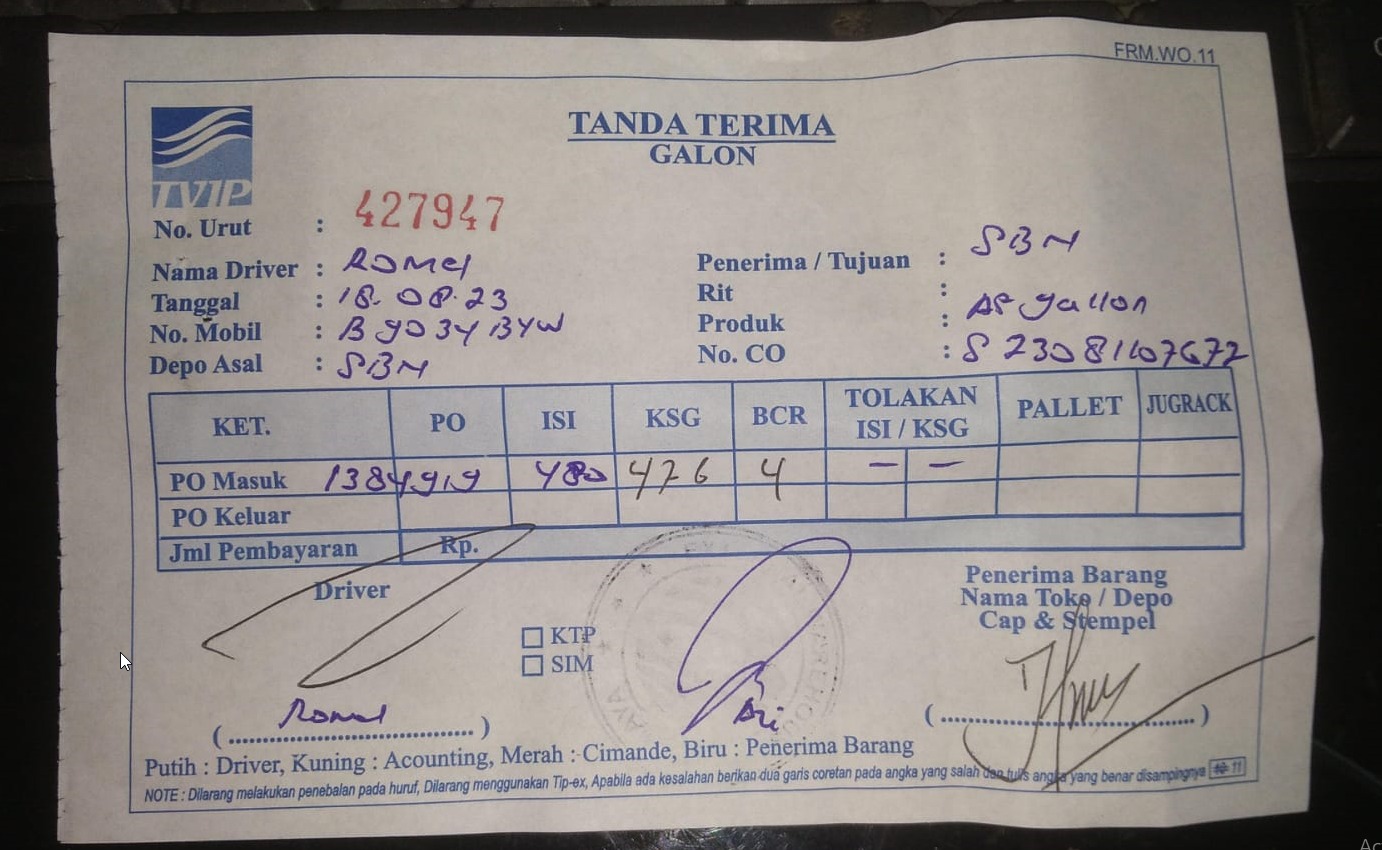 FRM.WO.11
TVIP
TANDA TERIMA
GALON
No. Urut : 427947
Nama Driver : Romel
Tanggal : 18.08.23
No. Mobil : B 9034 BYW
Depo Asal : SBN
Penerima / Tujuan : SBN
Rit :
Produk : AP gallon
No. CO : S 23081107672
KET. PO ISI KSG BCR TOLAKAN ISI / KSG PALLET JUGRACK
PO Masuk 1384919 480 476 4 — —
PO Keluar
Jml Pembayaran Rp.
Driver
KTP
SIM
Penerima Barang
Nama Toko / Depo
Cap & Stempel
( Romel ) Ari (..............................)
Putih : Driver, Kuning : Acounting, Merah : Cimande, Biru : Penerima Barang
NOTE : Dilarang melakukan penebalan pada huruf, Dilarang menggunakan Tip-ex, Apabila ada kesalahan berikan dua garis coretan pada angka yang salah dan tulis angka yang benar disampingnya 10 11